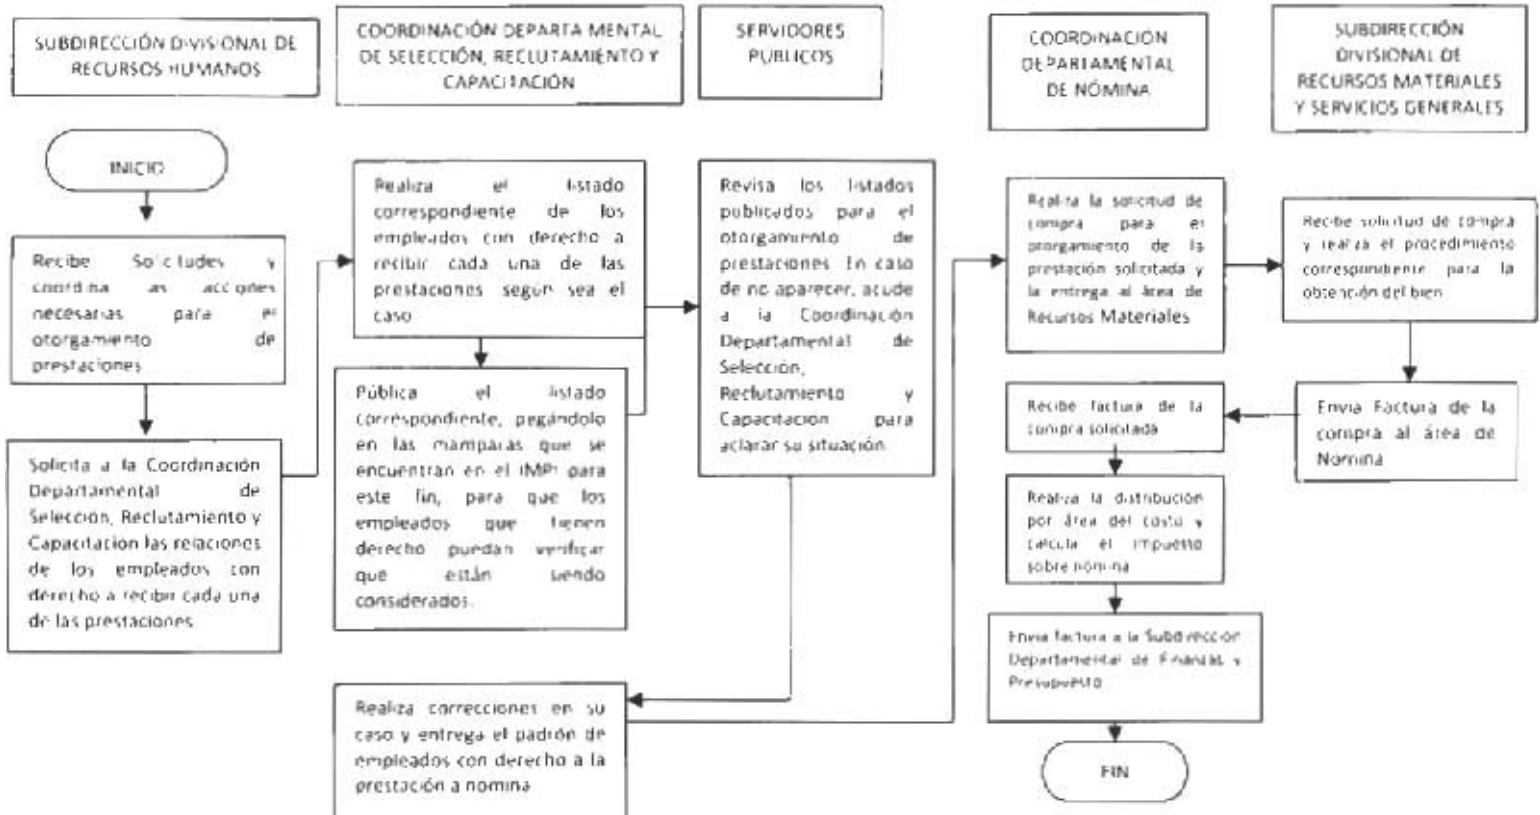 SUBDIRECCIÓN DIVISIONAL DE
RECURSOS HUMANOS
COORDINACIÓN DEPARTAMENTAL
DE SELECCIÓN, RECLUTAMIENTO Y
CAPACITACIÓN
SERVIDORES
PÚBLICOS
COORDINACIÓN
DEPARTAMENTAL
DE NÓMINA
SUBDIRECCIÓN
DIVISIONAL DE
RECURSOS MATERIALES
Y SERVICIOS GENERALES
INICIO
Recibe Solicitudes y
coordina las acciones
necesarias para el
otorgamiento de
prestaciones
Solicita a la Coordinación
Departamental de
Selección, Reclutamiento y
Capacitacion las relaciones
de los empleados con
derecho a recibir cada una
de las prestaciones.
Realiza el listado
correspondiente de los
empleados con derecho a
recibir cada una de las
prestaciones según sea el
caso
Pública el listado
correspondiente, pegándolo
en las mamparas que se
encuentran en el IMPI para
este fin, para que los
empleados que tienen
derecho puedan verificar
que están siendo
considerados.
Realiza correcciones en su
caso y entrega el padrón de
empleados con derecho a la
prestación a nomina
Revisa los listados
publicados para el
otorgamiento de
prestaciones. En caso
de no aparecer, acude
a la Coordinación
Departamental de
Selección,
Reclutamiento y
Capacitacion para
aclarar su situación
Realiza la solicitud de
compra para el
otorgamiento de la
prestación solicitada y
la entrega al área de
Recursos Materiales
Recibe solicitud de compra
y realiza el procedimiento
correspondiente para la
obtención del bien
Envia Factura de la
compra al área de
Nomina
Recibe factura de la
compra solicitada
Realiza la distribución
por área del costo y
calcula el impuesto
sobre nómina
Envia factura a la Subdirección
Departamental de Finanzas y
Presupuesto
FIN